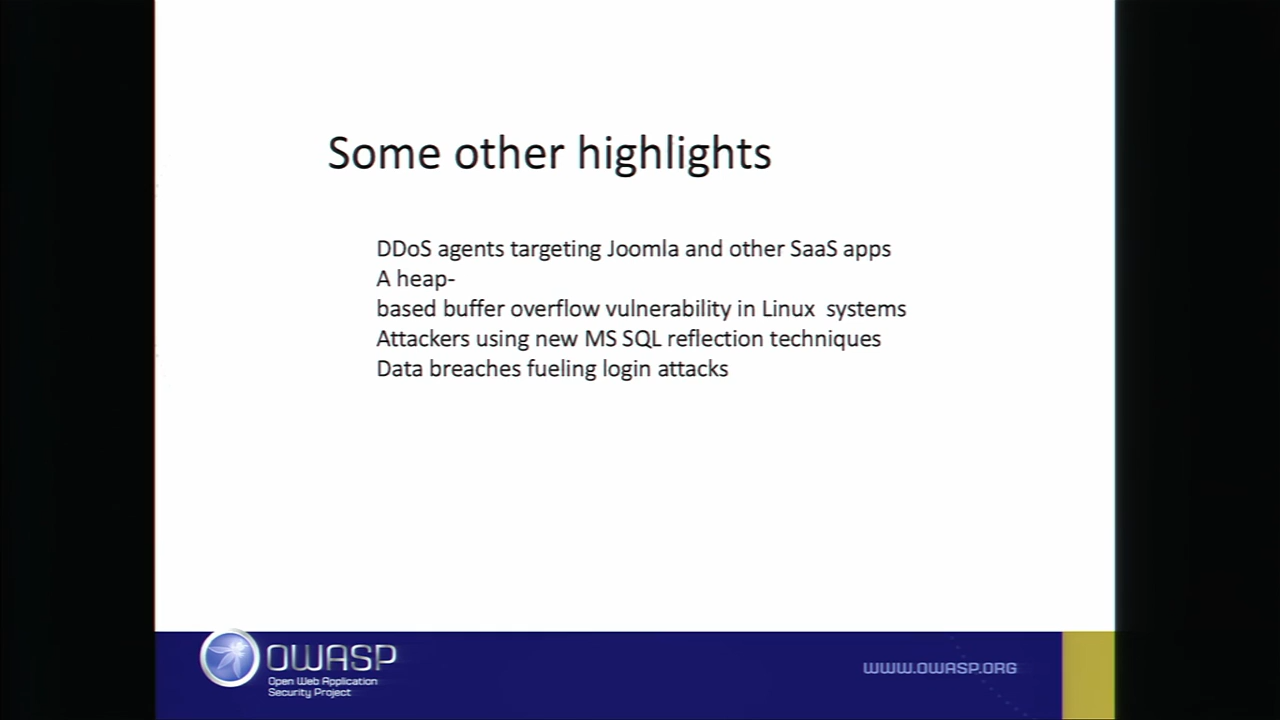 Some other highlights
DDoS agents targeting Joomla and other SaaS apps
A heap-
based buffer overflow vulnerability in Linux  systems
Attackers using new MS SQL reflection techniques
Data breaches fueling login attacks
OWASP
Open Web Application
Security Project
WWW.OWASP.ORG